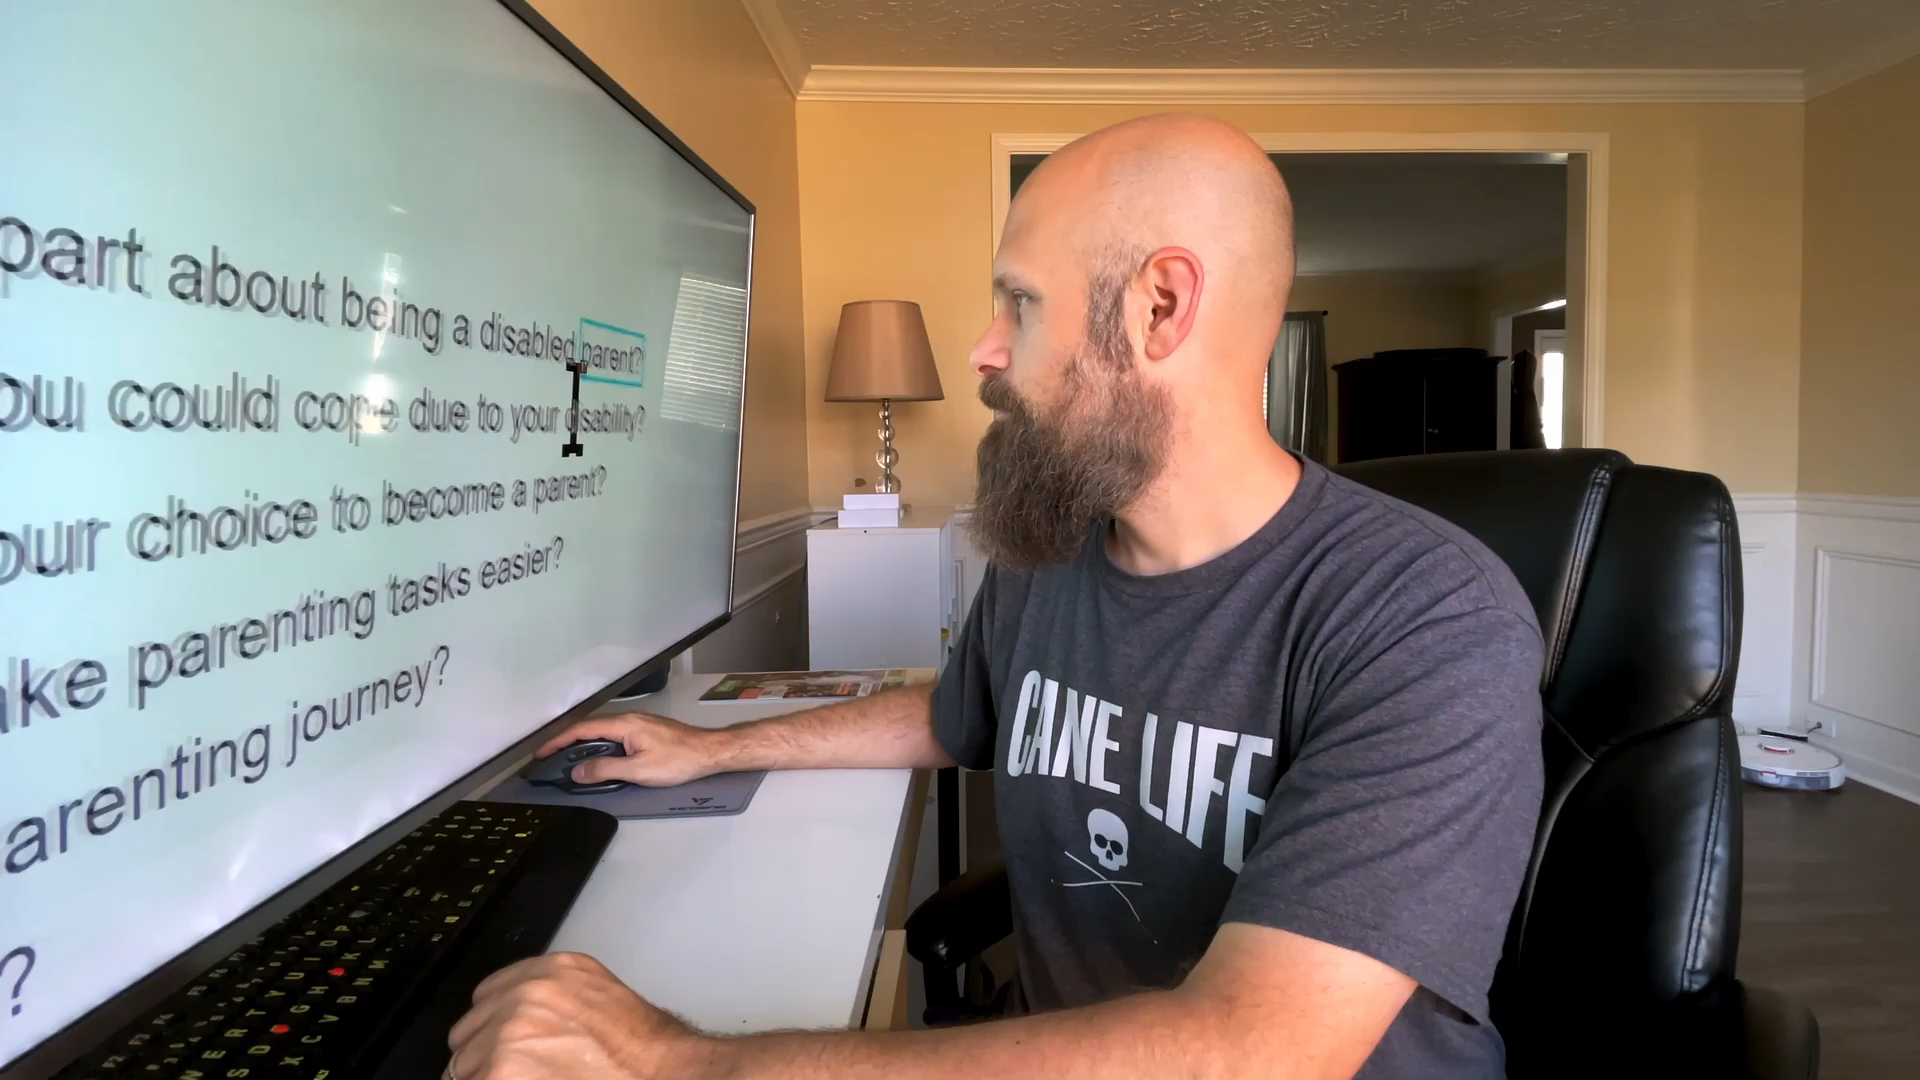 part about being a disabled parent?
ou could cope due to your disability?
our choice to become a parent?
ake parenting tasks easier?
arenting journey?
?
CANE LIFE